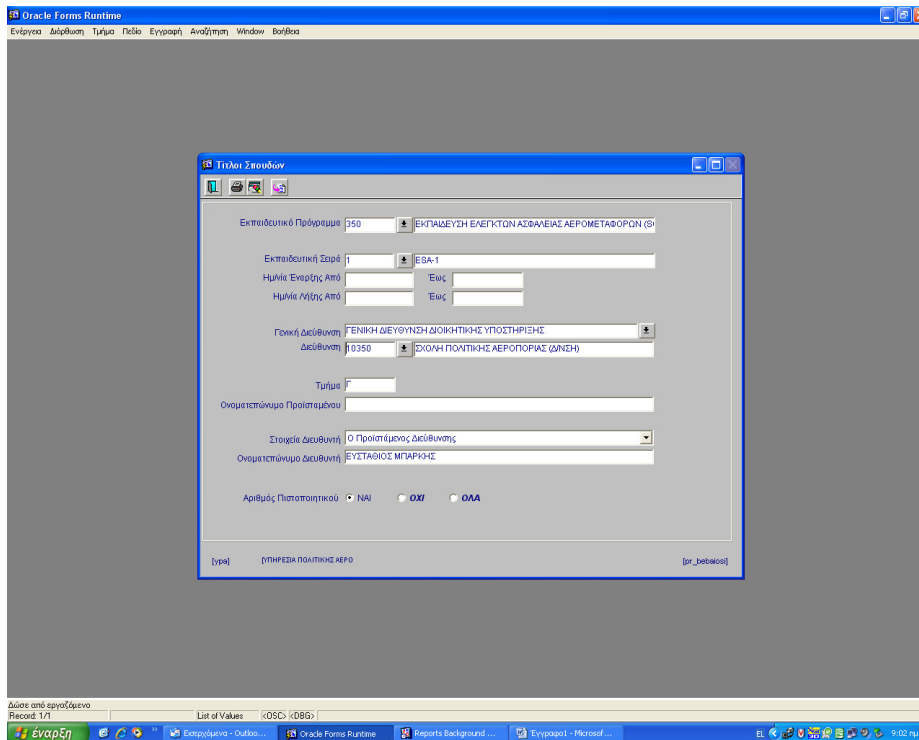 Oracle Forms Runtime
Ενέργεια Διόρθωση Τμήμα Πεδίο Εγγραφή Αναζήτηση Window Βοήθεια
Τίτλοι Σπουδών
Εκπαιδευτικό Πρόγραμμα 350 ΕΚΠΑΙΔΕΥΣΗ ΕΛΕΓΚΤΩΝ ΑΣΦΑΛΕΙΑΣ ΑΕΡΟΜΕΤΑΦΟΡΩΝ
Εκπαιδευτική Σειρά 1 ESA-1
Ημ/νία Έναρξης Από Έως
Ημ/νία Λήξης Από Έως
Γενική Διεύθυνση ΓΕΝΙΚΗ ΔΙΕΥΘΥΝΣΗ ΔΙΟΙΚΗΤΙΚΗΣ ΥΠΟΣΤΗΡΙΞΗΣ
Διεύθυνση 10350 ΣΧΟΛΗ ΠΟΛΙΤΙΚΗΣ ΑΕΡΟΠΟΡΙΑΣ (Δ/ΝΣΗ)
Τμήμα Γ
Ονοματεπώνυμο Προϊσταμένου
Στοιχεία Διευθυντή Ο Προϊστάμενος Διεύθυνσης
Ονοματεπώνυμο Διευθυντή ΕΥΣΤΑΘΙΟΣ ΜΠΑΡΚΗΣ
Αριθμός Πιστοποιητικού ΝΑΙ ΟΧΙ ΟΛΑ
[ypa] [ΥΠΗΡΕΣΙΑ ΠΟΛΙΤΙΚΗΣ ΑΕΡΟ [pr_bebaiosi]
Δώσε από εργαζόμενο
Record: 1/1 List of Values <OSC> <DBG>
έναρξη Εισερχόμενα - Outloo... Oracle Forms Runtime Reports Background ... Έγγραφο1 - Microsof... EL 9:02 πμ